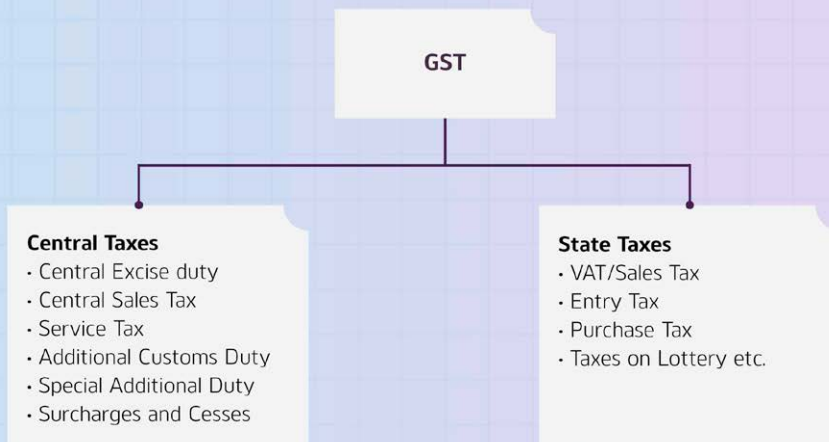 GST
Central Taxes
· Central Excise duty
· Central Sales Tax
· Service Tax
· Additional Customs Duty
· Special Additional Duty
· Surcharges and Cesses
State Taxes
· VAT/Sales Tax
· Entry Tax
· Purchase Tax
· Taxes on Lottery etc.